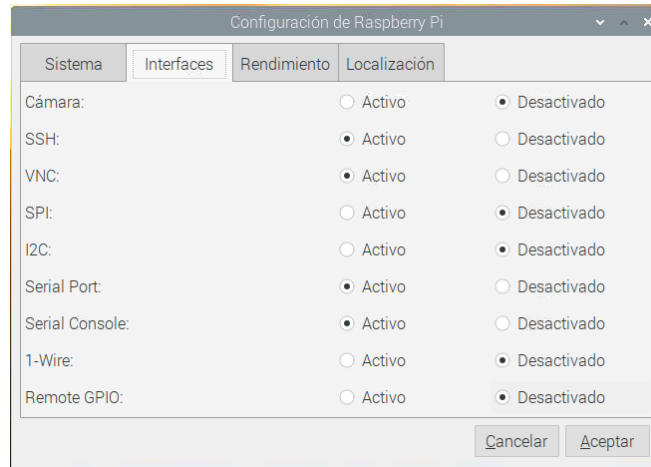 Configuración de Raspberry Pi
Sistema Interfaces Rendimiento Localización
Cámara: Activo Desactivado
SSH: Activo Desactivado
VNC: Activo Desactivado
SPI: Activo Desactivado
I2C: Activo Desactivado
Serial Port: Activo Desactivado
Serial Console: Activo Desactivado
1-Wire: Activo Desactivado
Remote GPIO: Activo Desactivado
Cancelar Aceptar